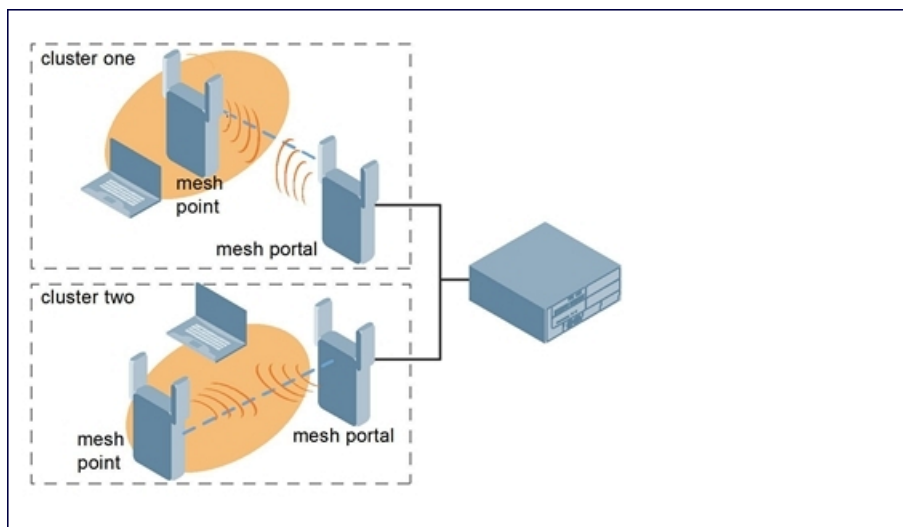 cluster one
mesh
point
mesh portal
cluster two
mesh portal
mesh
point